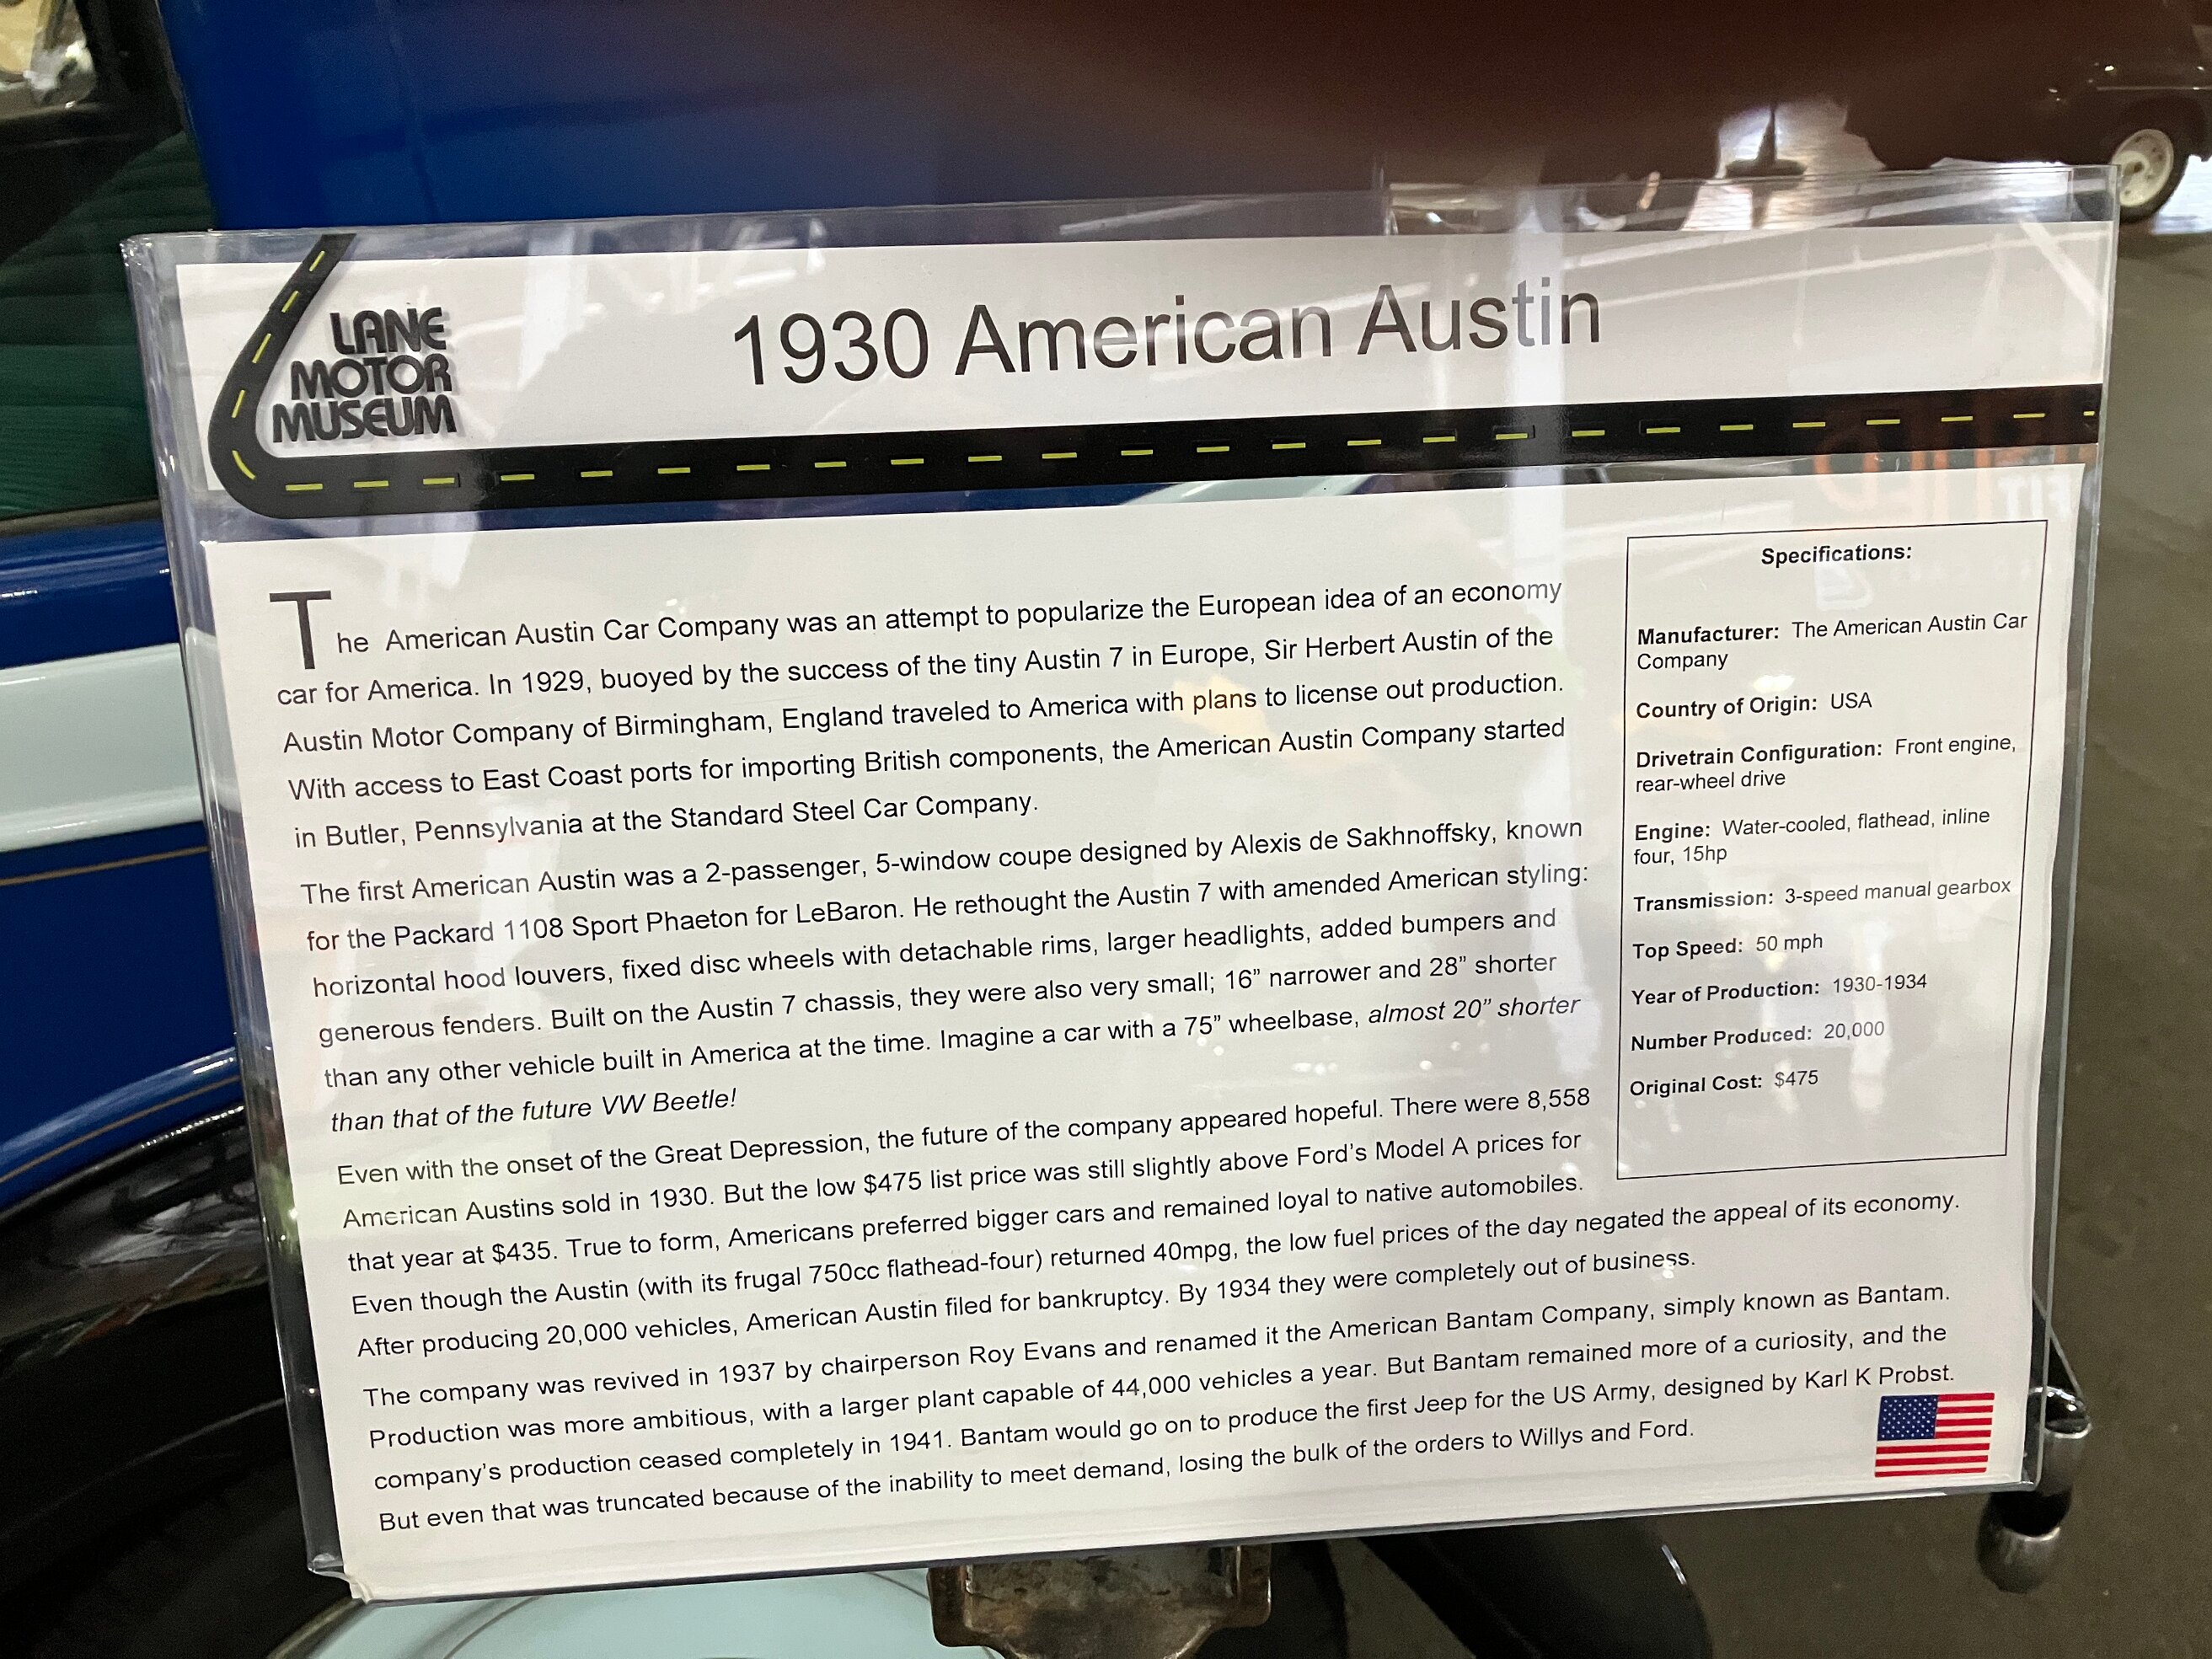 LANE
MOTOR
MUSEUM
1930 American Austin
The American Austin Car Company was an attempt to popularize the European idea of an economy
car for America. In 1929, buoyed by the success of the tiny Austin 7 in Europe, Sir Herbert Austin of the
Austin Motor Company of Birmingham, England traveled to America with plans to license out production.
With access to East Coast ports for importing British components, the American Austin Company started
in Butler, Pennsylvania at the Standard Steel Car Company.
The first American Austin was a 2-passenger, 5-window coupe designed by Alexis de Sakhnoffsky, known
for the Packard 1108 Sport Phaeton for LeBaron. He rethought the Austin 7 with amended American styling:
horizontal hood louvers, fixed disc wheels with detachable rims, larger headlights, added bumpers and
generous fenders. Built on the Austin 7 chassis, they were also very small; 16” narrower and 28” shorter
than any other vehicle built in America at the time. Imagine a car with a 75” wheelbase, almost 20” shorter
than that of the future VW Beetle!
Even with the onset of the Great Depression, the future of the company appeared hopeful. There were 8,558
American Austins sold in 1930. But the low $475 list price was still slightly above Ford’s Model A prices for
that year at $435. True to form, Americans preferred bigger cars and remained loyal to native automobiles.
Even though the Austin (with its frugal 750cc flathead-four) returned 40mpg, the low fuel prices of the day negated the appeal of its economy.
After producing 20,000 vehicles, American Austin filed for bankruptcy. By 1934 they were completely out of business.
The company was revived in 1937 by chairperson Roy Evans and renamed it the American Bantam Company, simply known as Bantam.
Production was more ambitious, with a larger plant capable of 44,000 vehicles a year. But Bantam remained more of a curiosity, and the
company’s production ceased completely in 1941. Bantam would go on to produce the first Jeep for the US Army, designed by Karl K Probst.
But even that was truncated because of the inability to meet demand, losing the bulk of the orders to Willys and Ford.
Specifications:
Manufacturer: The American Austin Car
Company
Country of Origin: USA
Drivetrain Configuration: Front engine,
rear-wheel drive
Engine: Water-cooled, flathead, inline
four, 15hp
Transmission: 3-speed manual gearbox
Top Speed: 50 mph
Year of Production: 1930-1934
Number Produced: 20,000
Original Cost: $475